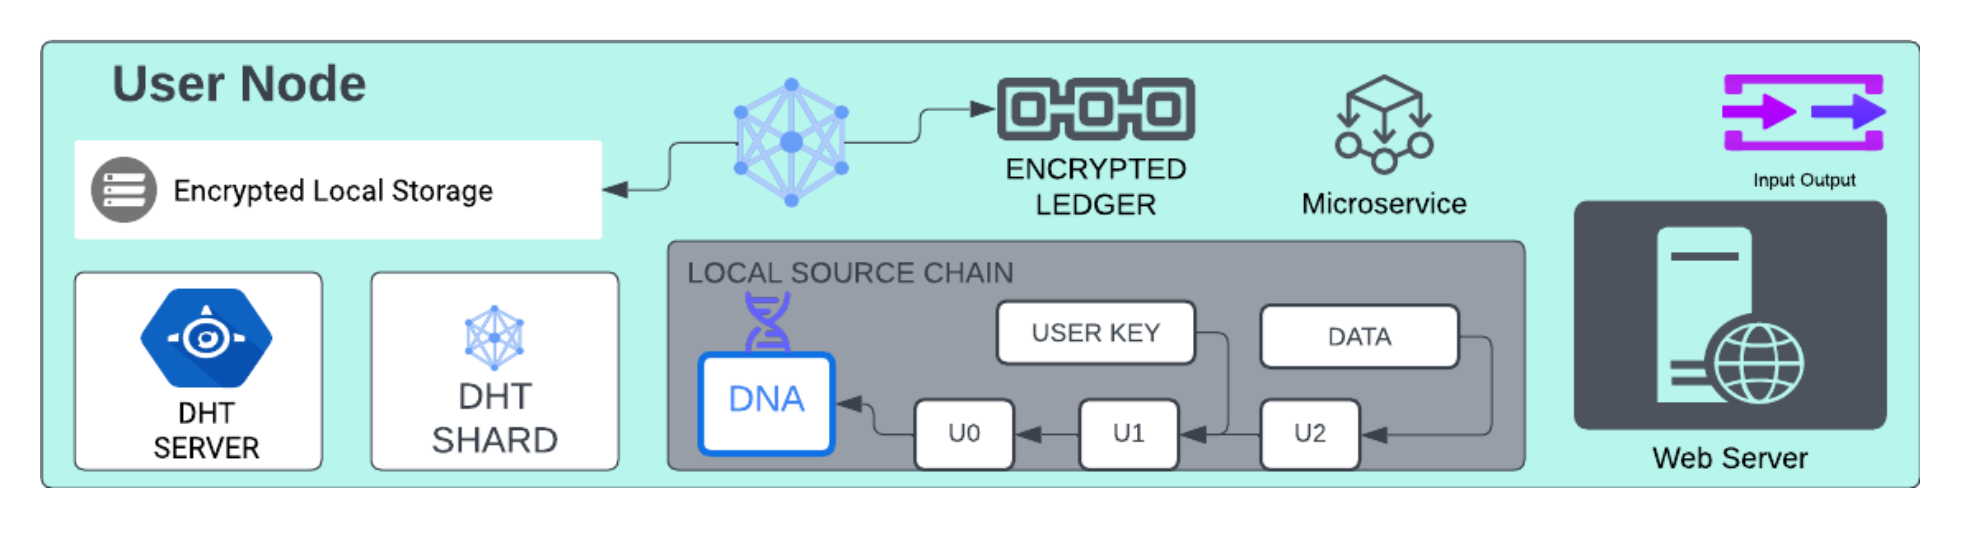 User Node
Encrypted Local Storage
ENCRYPTED
LEDGER
Microservice
Input Output
DHT
SERVER
DHT
SHARD
LOCAL SOURCE CHAIN
USER KEY
DATA
DNA
U0
U1
U2
Web Server